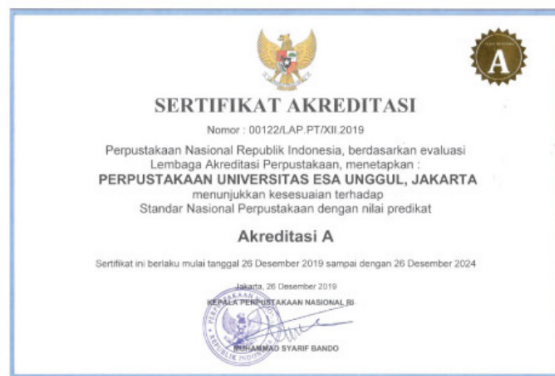 A
SERTIFIKAT AKREDITASI
Nomor : 00122/LAP.PT/XII.2019
Perpustakaan Nasional Republik Indonesia, berdasarkan evaluasi
Lembaga Akreditasi Perpustakaan, menetapkan :
PERPUSTAKAAN UNIVERSITAS ESA UNGGUL, JAKARTA
menunjukkan kesesuaian terhadap
Standar Nasional Perpustakaan dengan nilai predikat
Akreditasi A
Sertifikat ini berlaku mulai tanggal 26 Desember 2019 sampai dengan 26 Desember 2024
Jakarta, 26 Desember 2019
KEPALA PERPUSTAKAAN NASIONAL RI
PERPUSTAKAAN
REPUBLIK INDONESIA
MUHAMMAD SYARIF BANDO